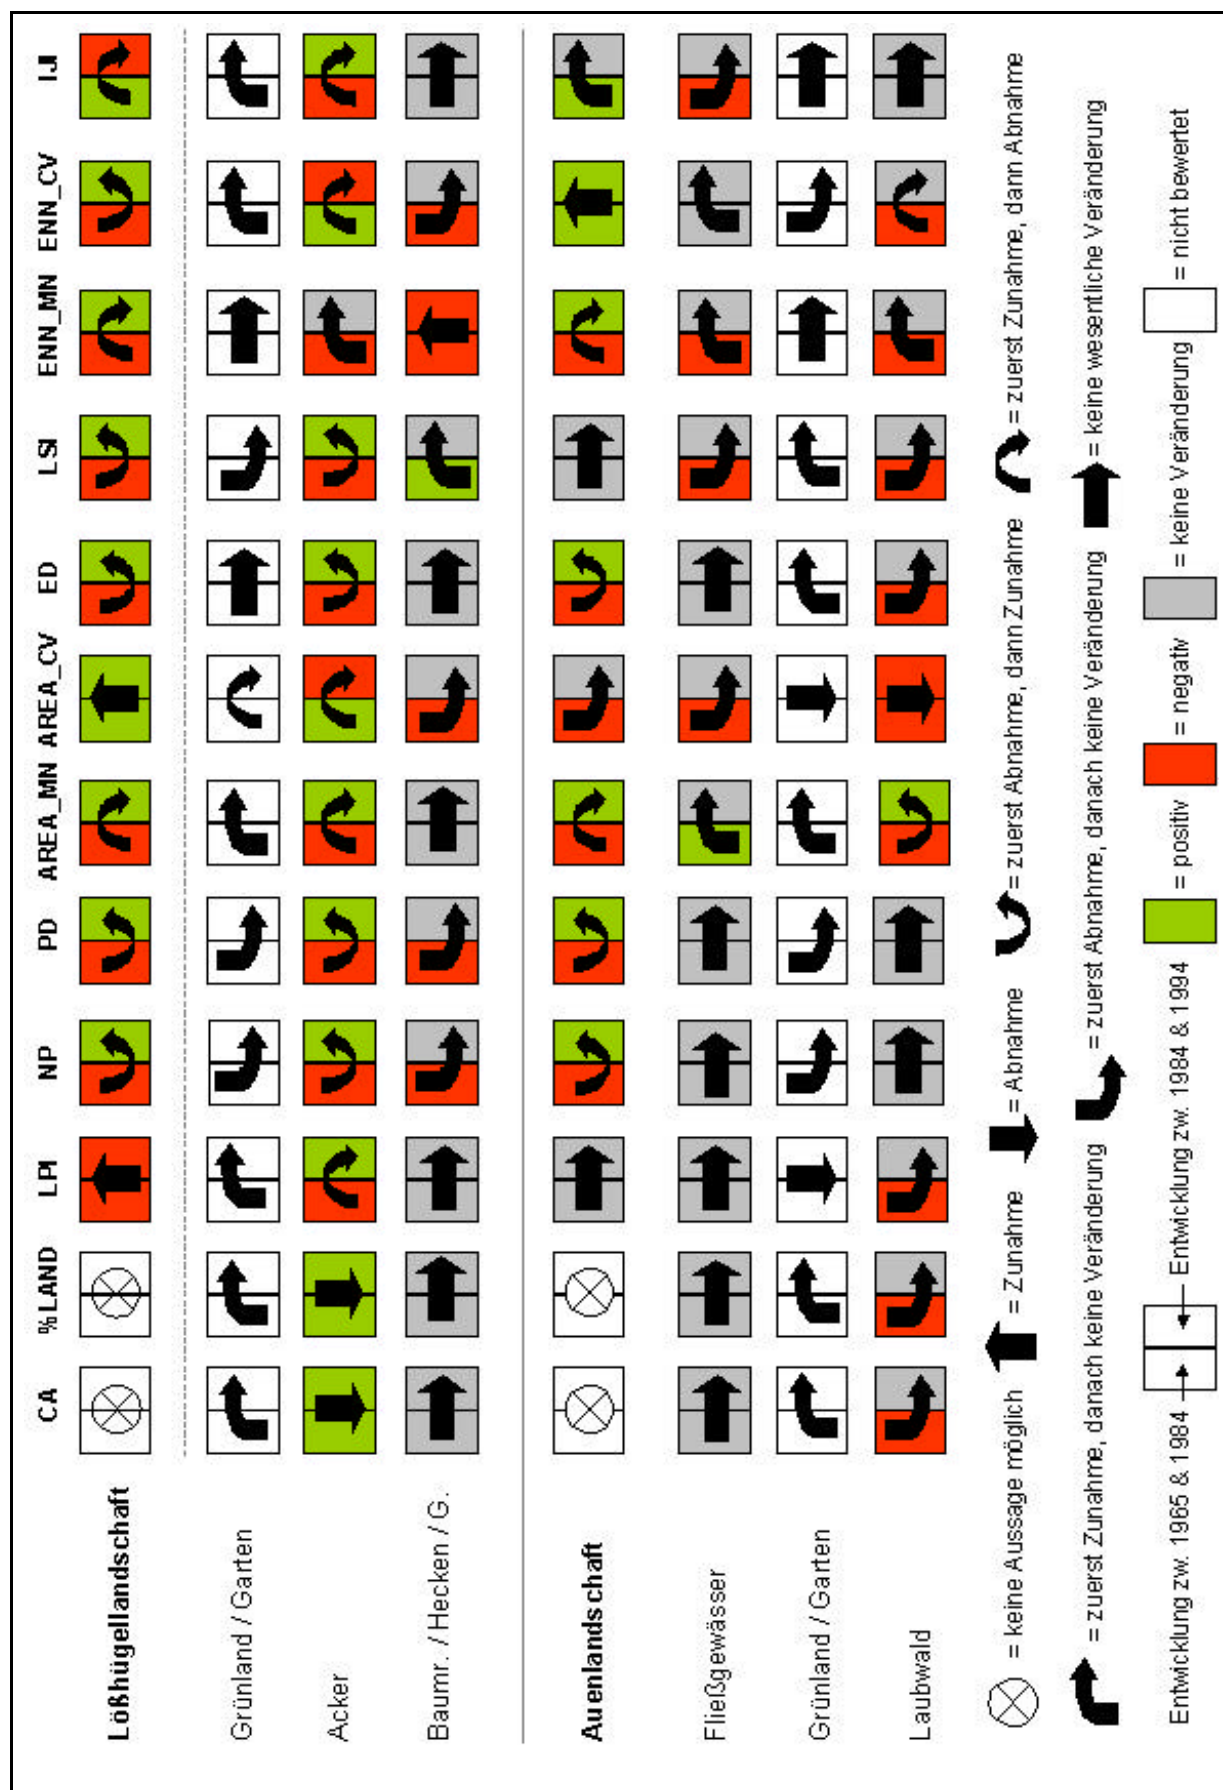 CA %LAND LPI NP PD AREA_MN AREA_CV ED LSI ENN_MN ENN_CV IJI
Lößhügellandschaft
Grünland / Garten
Acker
Baumr. / Hecken / G.
Auenlandschaft
Fließgewässer
Grünland / Garten
Laubwald
= keine Aussage möglich = Zunahme = Abnahme = zuerst Abnahme, dann Zunahme = zuerst Zunahme, dann Abnahme
= zuerst Zunahme, danach keine Veränderung = zuerst Abnahme, danach keine Veränderung = keine wesentliche Veränderung
Entwicklung zw. 1965 & 1984 Entwicklung zw. 1984 & 1994 = positiv = negativ = keine Veränderung = nicht bewertet